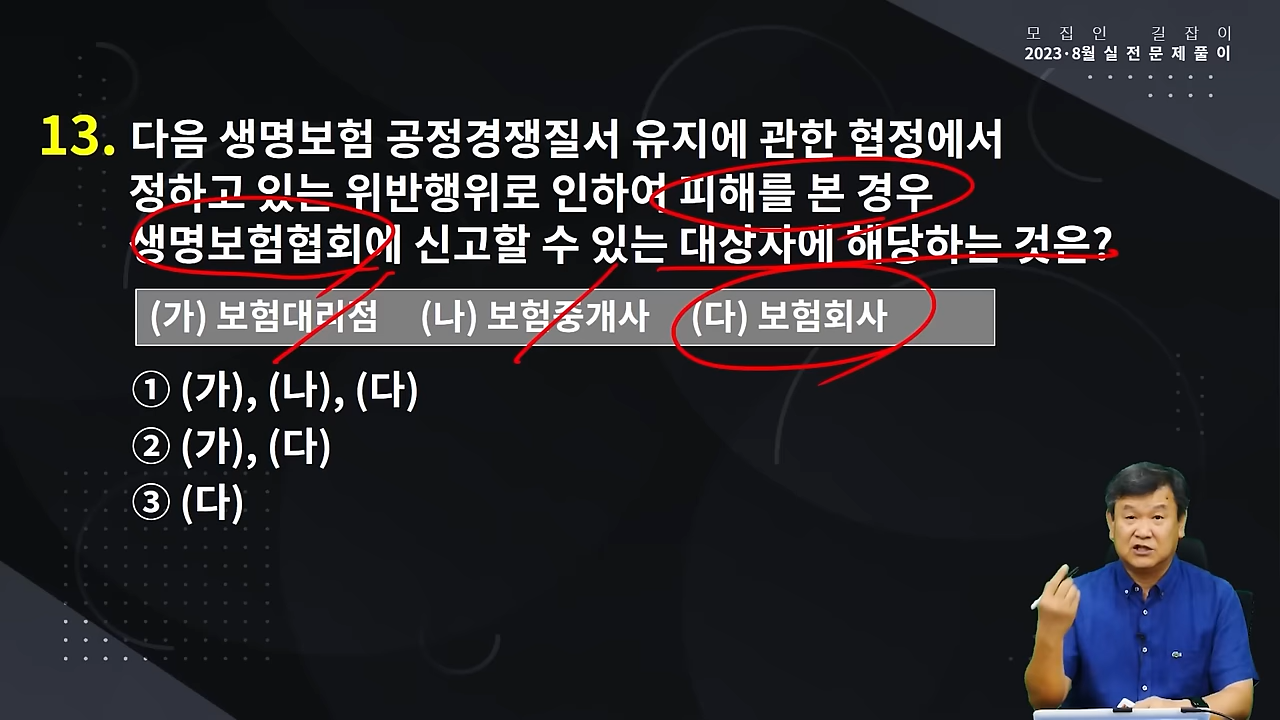 모집인 길잡이
2023·8월 실전문제풀이
13. 다음 생명보험 공정경쟁질서 유지에 관한 협정에서
정하고 있는 위반행위로 인하여 피해를 본 경우
생명보험협회에 신고할 수 있는 대상자에 해당하는 것은?
(가) 보험대리점 (나) 보험중개사 (다) 보험회사
① (가), (나), (다)
② (가), (다)
③ (다)